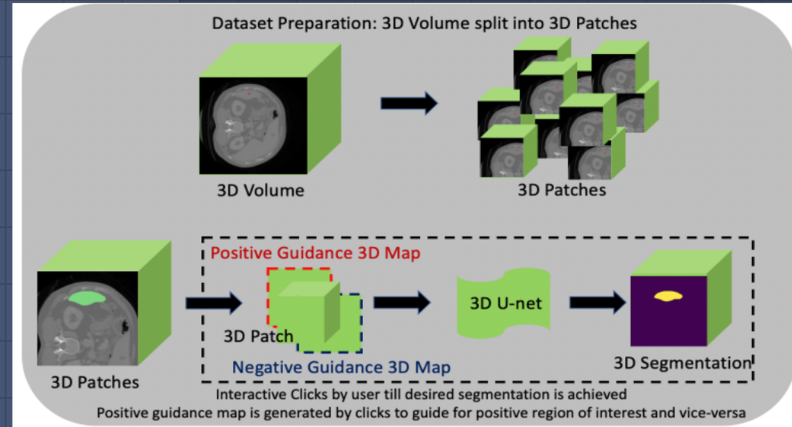 Dataset Preparation: 3D Volume split into 3D Patches
3D Volume
3D Patches
Positive Guidance 3D Map
3D Patch
Negative Guidance 3D Map
3D U-net
3D Segmentation
3D Patches
Interactive Clicks by user till desired segmentation is achieved
Positive guidance map is generated by clicks to guide for positive region of interest and vice-versa